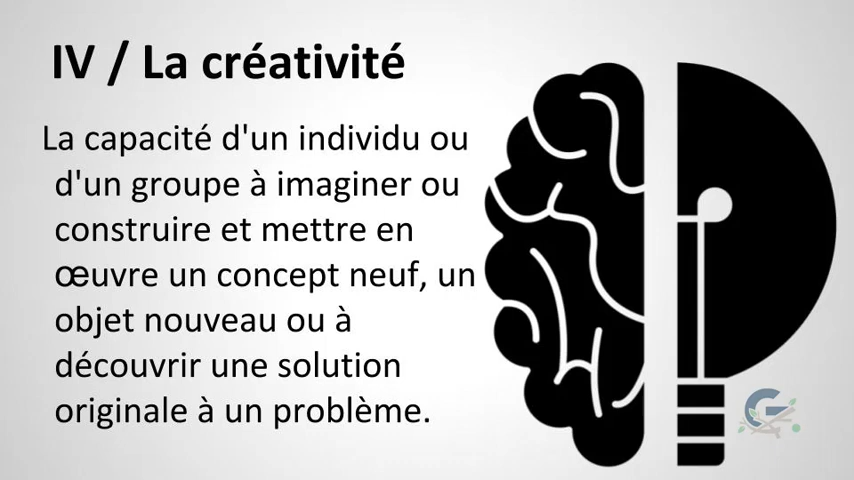 IV / La créativité
La capacité d'un individu ou
d'un groupe à imaginer ou
construire et mettre en
œuvre un concept neuf, un
objet nouveau ou à
découvrir une solution
originale à un problème.